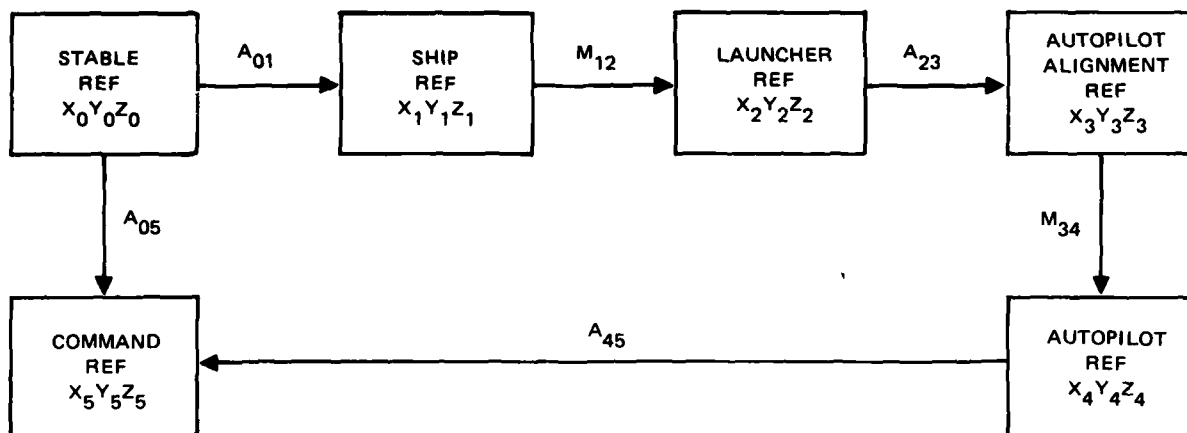 STABLE
REF
X₀Y₀Z₀
A₀₁
SHIP
REF
X₁Y₁Z₁
M₁₂
LAUNCHER
REF
X₂Y₂Z₂
A₂₃
AUTOPILOT
ALIGNMENT
REF
X₃Y₃Z₃
A₀₅
M₃₄
COMMAND
REF
X₅Y₅Z₅
A₄₅
AUTOPILOT
REF
X₄Y₄Z₄